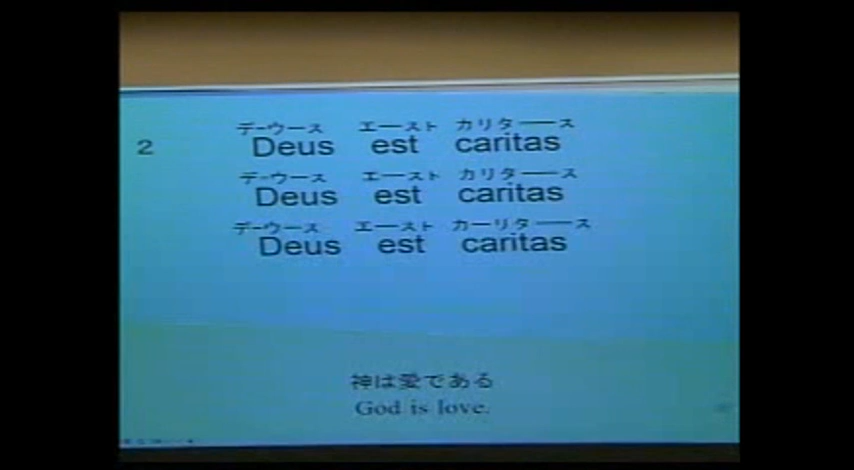 デーウース エースト カリタース
2 Deus est caritas
デーウース エースト カリタース
Deus est caritas
デーウース エースト カーリタース
Deus est caritas
神は愛である
God is love.